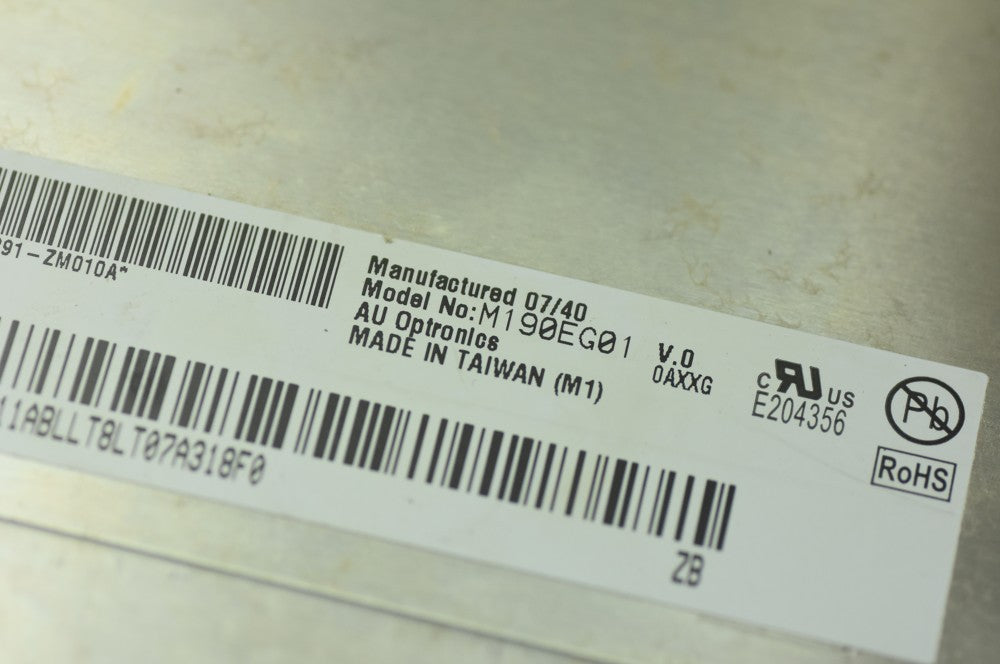 91-ZM010A*
Manufactured 07/40
Model No:M190EG01 V.0
AU Optronics 0AXXG
MADE IN TAIWAN (M1)
C RU US
E204356
Pb
RoHS
11ABLLT8LT07A318F0
ZB